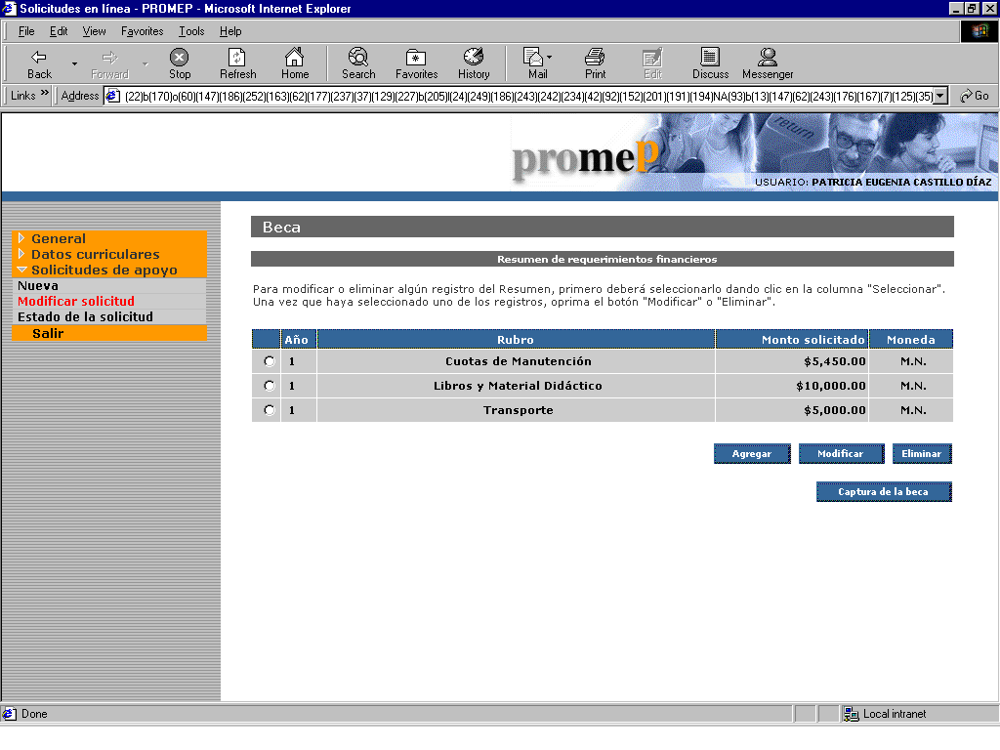 Solicitudes en línea - PROMEP - Microsoft Internet Explorer
File Edit View Favorites Tools Help
Back Forward Stop Refresh Home Search Favorites History Mail Print Edit Discuss Messenger
Links » Address (22)b(170)o(60)(147)(186)(252)(163)(62)(177)(237)(37)(129)(227)b(205)(24)(249)(186)(243)(242)(234)(42)(92)(152)(201)(191)(194)NA(93)b(13)(147)(62)(243)(176)(167)(7)(125)(35) Go
promep
return
USUARIO: PATRICIA EUGENIA CASTILLO DÍAZ
General
Datos curriculares
Solicitudes de apoyo
Nueva
Modificar solicitud
Estado de la solicitud
Salir
Beca
Resumen de requerimientos financieros
Para modificar o eliminar algún registro del Resumen, primero deberá seleccionarlo dando clic en la columna "Seleccionar".
Una vez que haya seleccionado uno de los registros, oprima el botón "Modificar" o "Eliminar".
Año Rubro Monto solicitado Moneda
1 Cuotas de Manutención $5,450.00 M.N.
1 Libros y Material Didáctico $10,000.00 M.N.
1 Transporte $5,000.00 M.N.
Agregar Modificar Eliminar
Captura de la beca
Done Local intranet